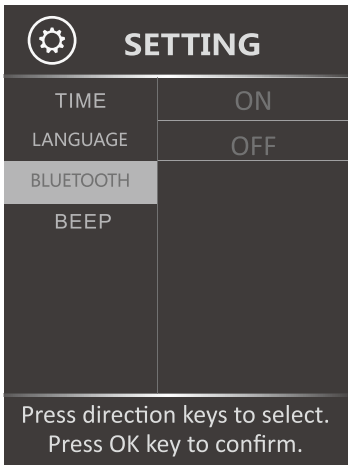 SETTING
TIME
ON
LANGUAGE
OFF
BLUETOOTH
BEEP
Press direction keys to select.
Press OK key to confirm.